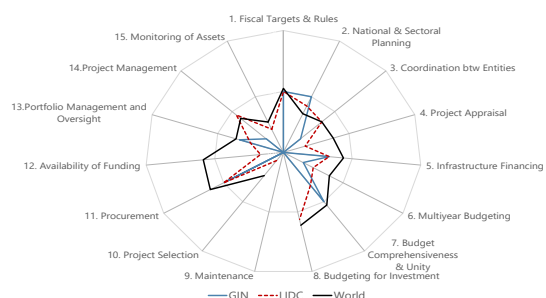 1. Fiscal Targets & Rules
2. National & Sectoral
Planning
3. Coordination btw Entities
4. Project Appraisal
5. Infrastructure Financing
6. Multiyear Budgeting
7. Budget
Comprehensiveness
& Unity
8. Budgeting for Investment
9. Maintenance
10. Project Selection
11. Procurement
12. Availability of Funding
13.Portfolio Management and
Oversight
14.Project Management
15. Monitoring of Assets
GIN
LIDC
World